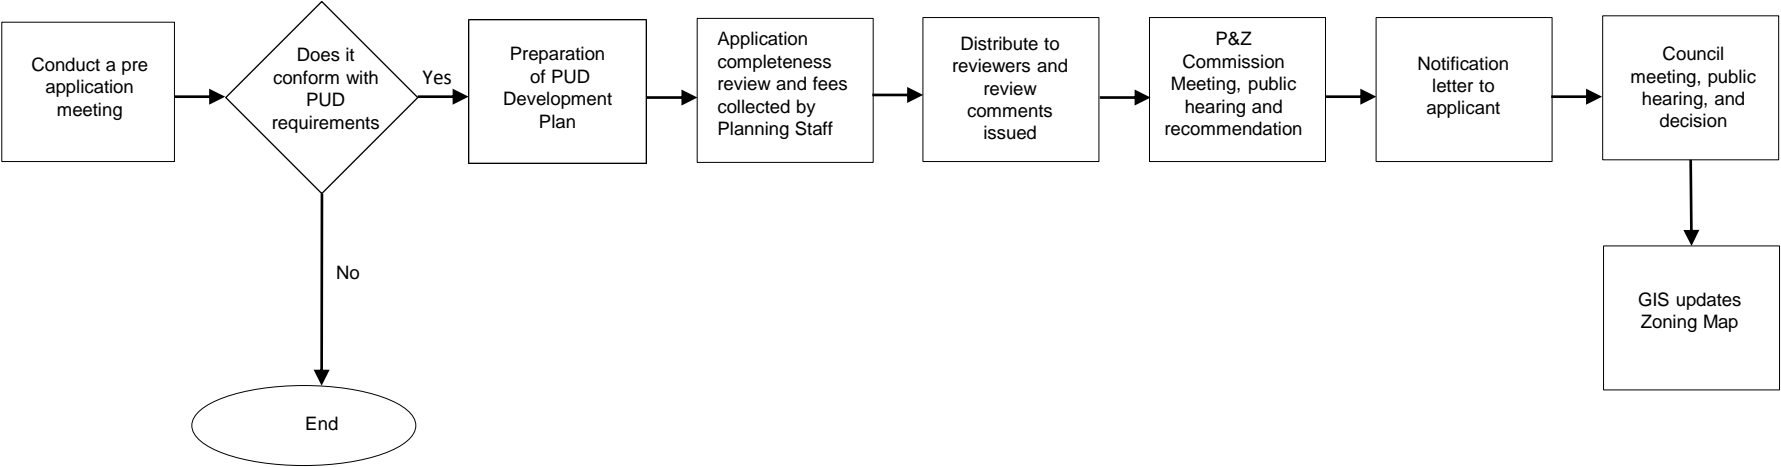 Conduct a pre
application
meeting
Does it
conform with
PUD
requirements
Yes
No
End
Preparation
of PUD
Development
Plan
Application
completeness
review and fees
collected by
Planning Staff
Distribute to
reviewers and
review
comments
issued
P&Z
Commission
Meeting, public
hearing and
recommendation
Notification
letter to
applicant
Council
meeting, public
hearing, and
decision
GIS updates
Zoning Map